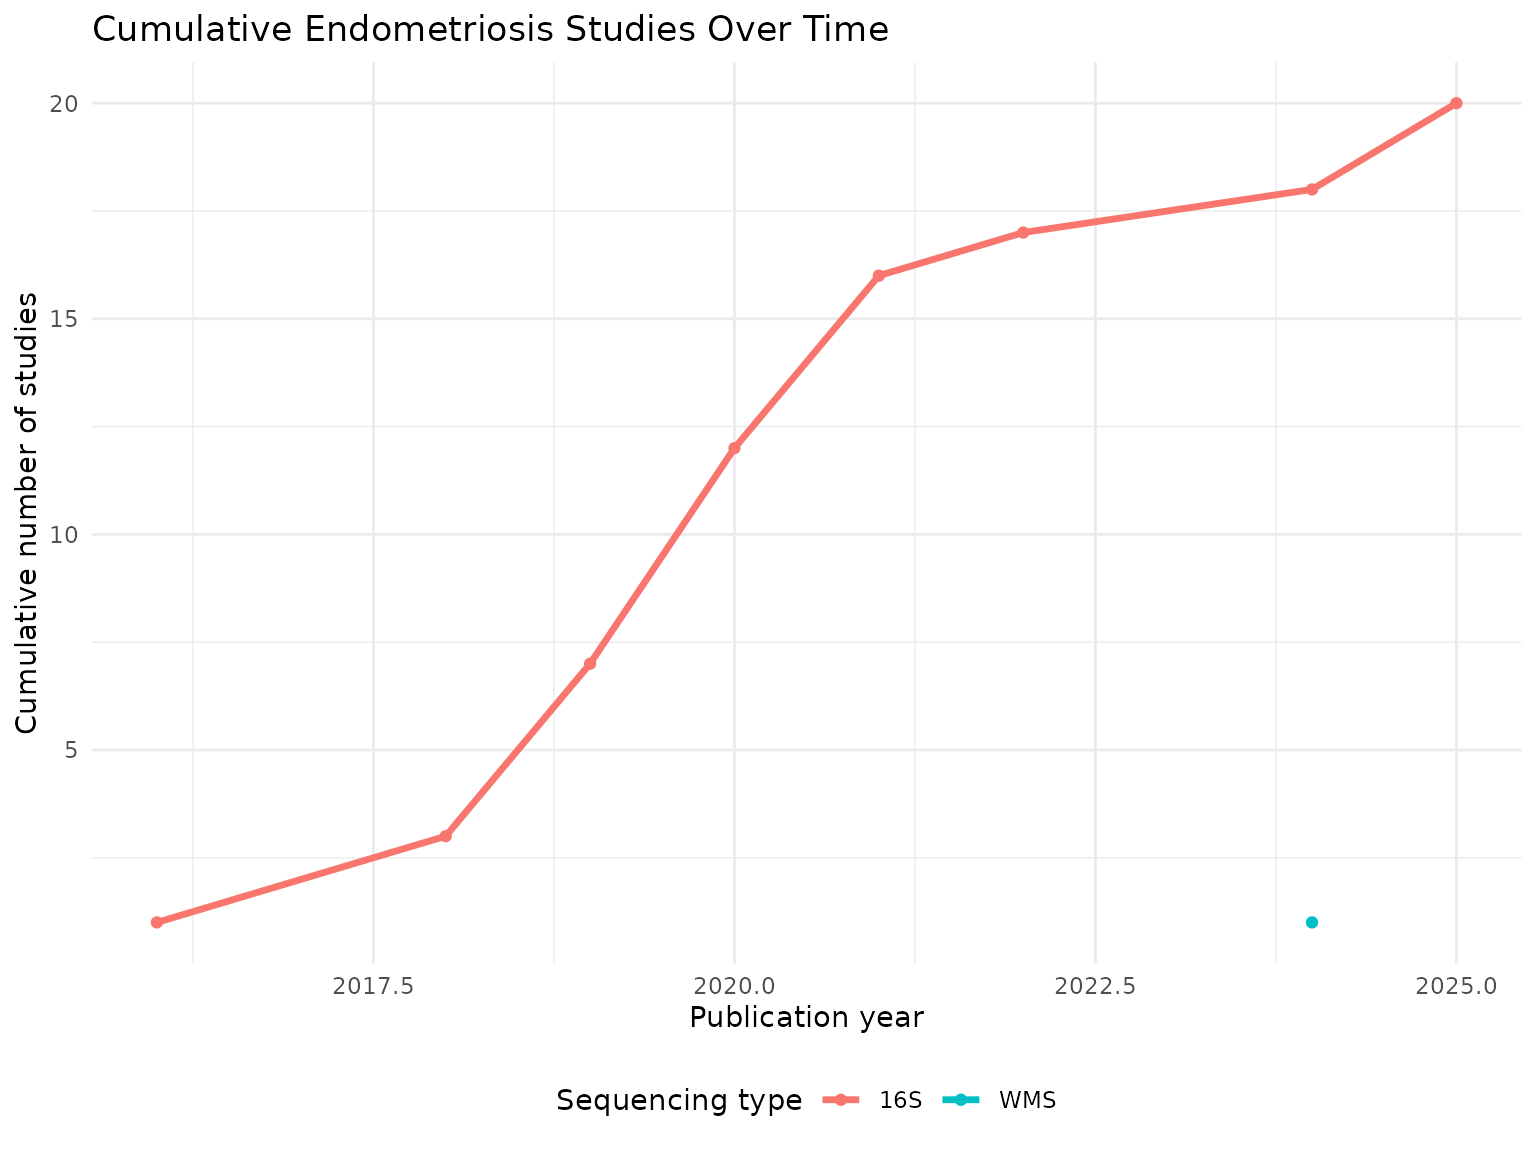 Cumulative Endometriosis Studies Over Time
Cumulative number of studies
20
15
10
5
2017.5
2020.0
2022.5
2025.0
Publication year
Sequencing type
16S
WMS